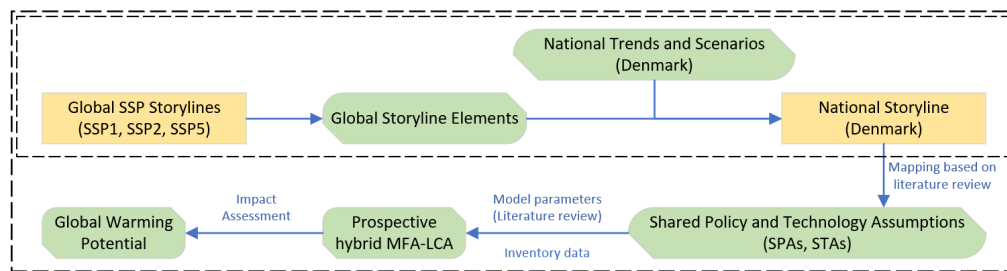 National Trends and Scenarios
(Denmark)
Global SSP Storylines
(SSP1, SSP2, SSP5)
Global Storyline Elements
National Storyline
(Denmark)
Mapping based on
literature review
Shared Policy and Technology Assumptions
(SPAs, STAs)
Model parameters
(Literature review)
Inventory data
Prospective
hybrid MFA-LCA
Impact
Assessment
Global Warming
Potential